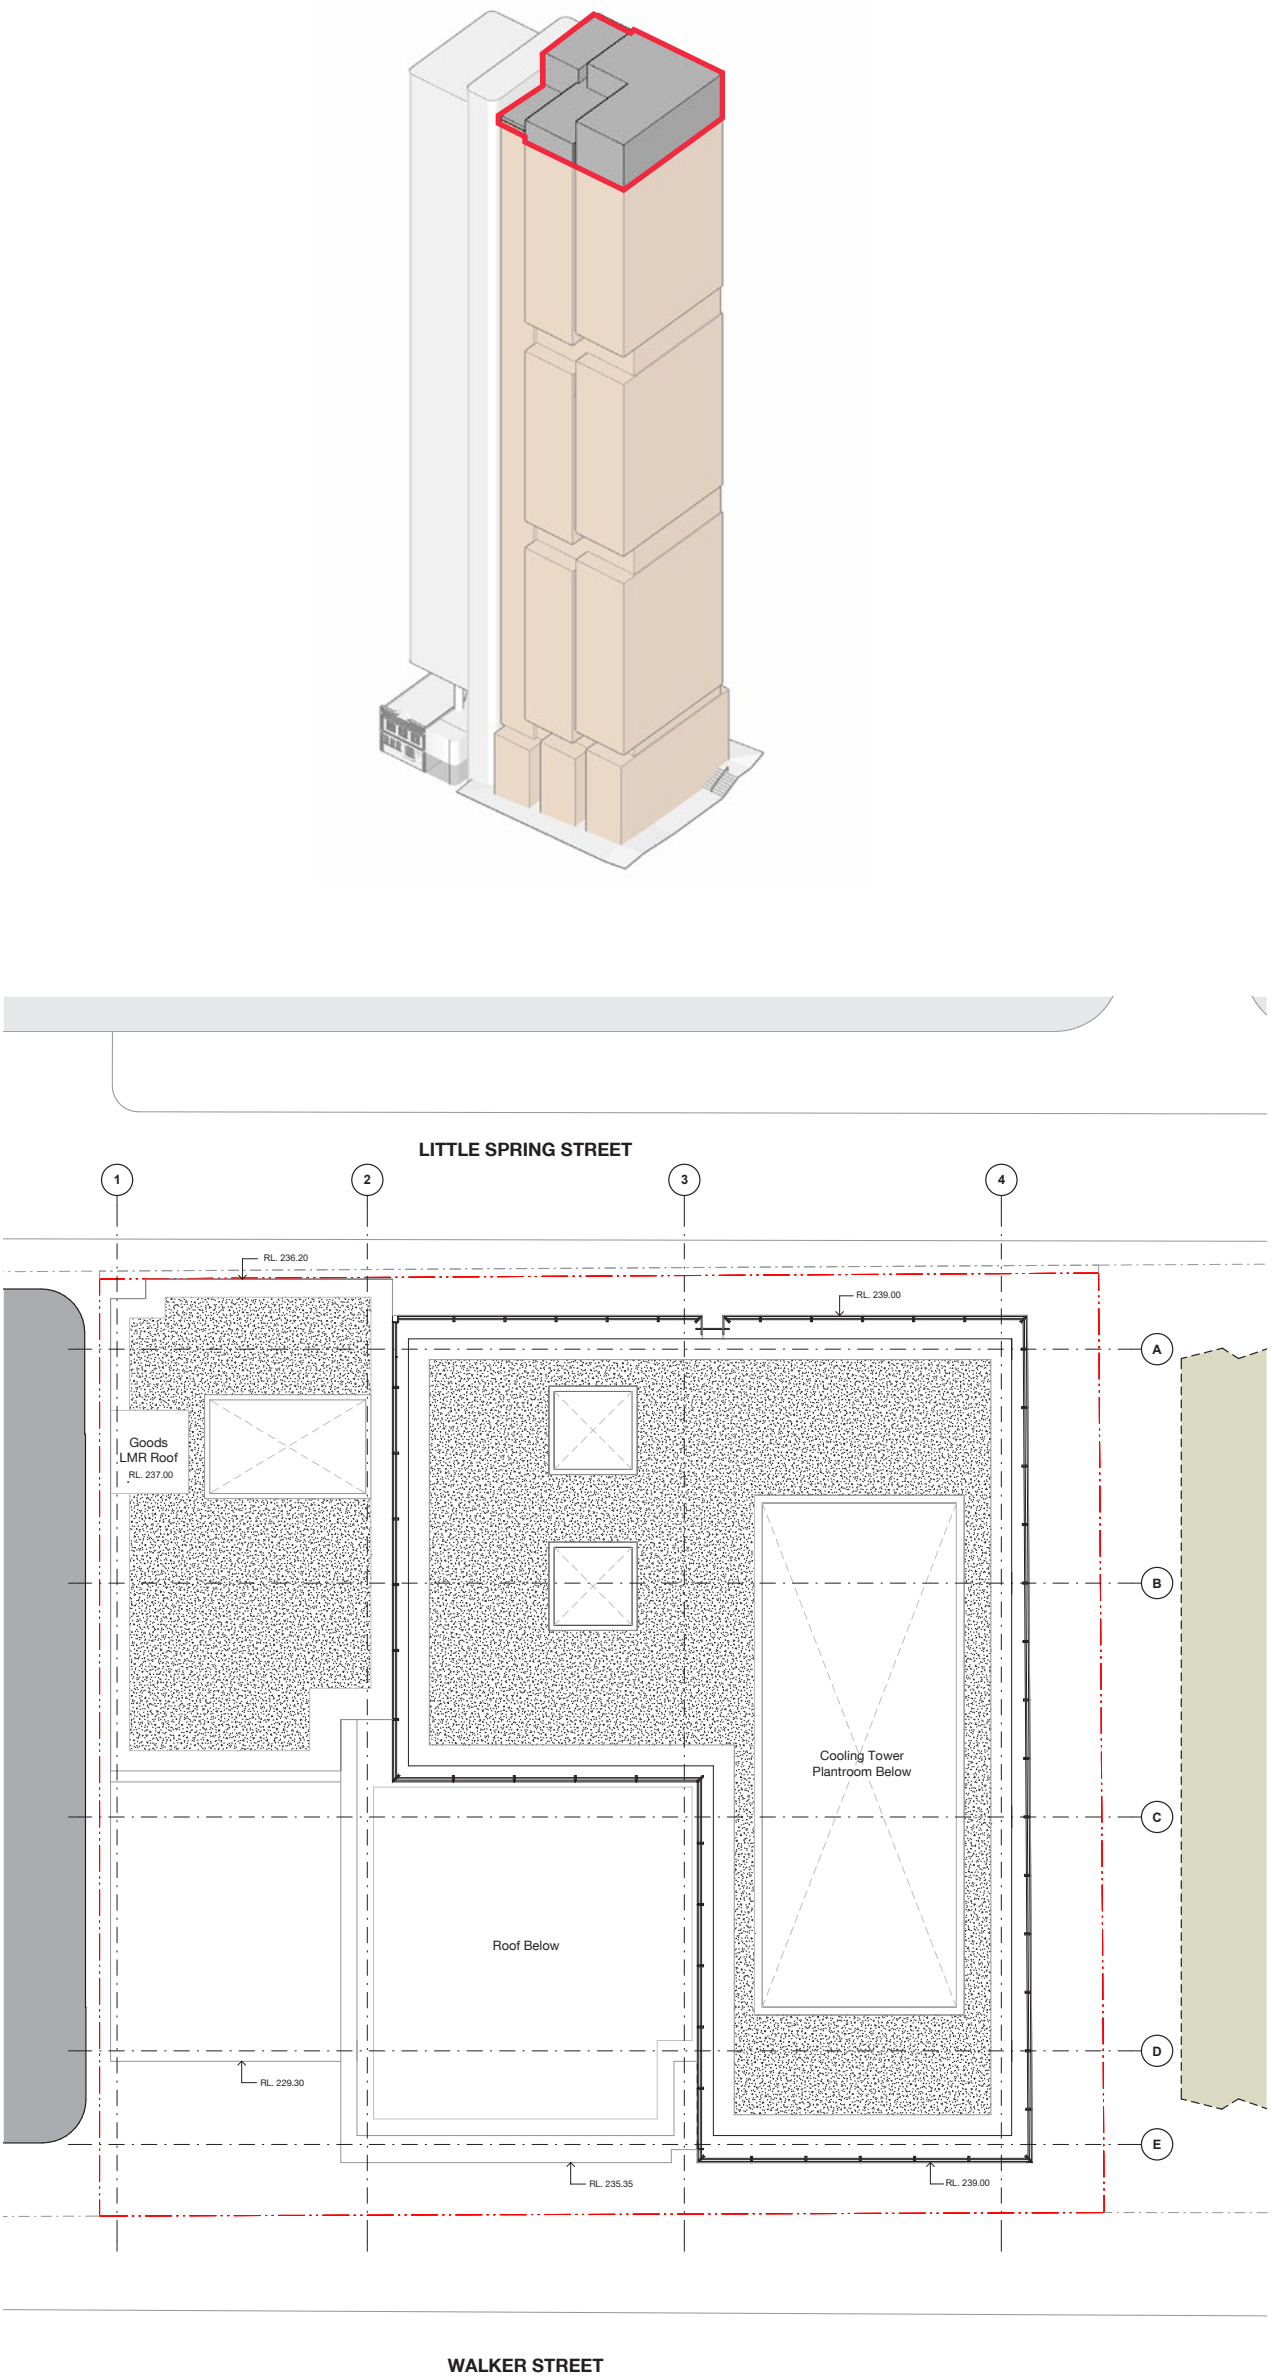 LITTLE SPRING STREET
1
2
3
4
RL. 236.20
RL. 239.00
A
Goods
LMR Roof
RL. 237.00
B
Cooling Tower
Plantroom Below
C
Roof Below
D
RL. 229.30
E
RL. 235.35
RL. 239.00
WALKER STREET